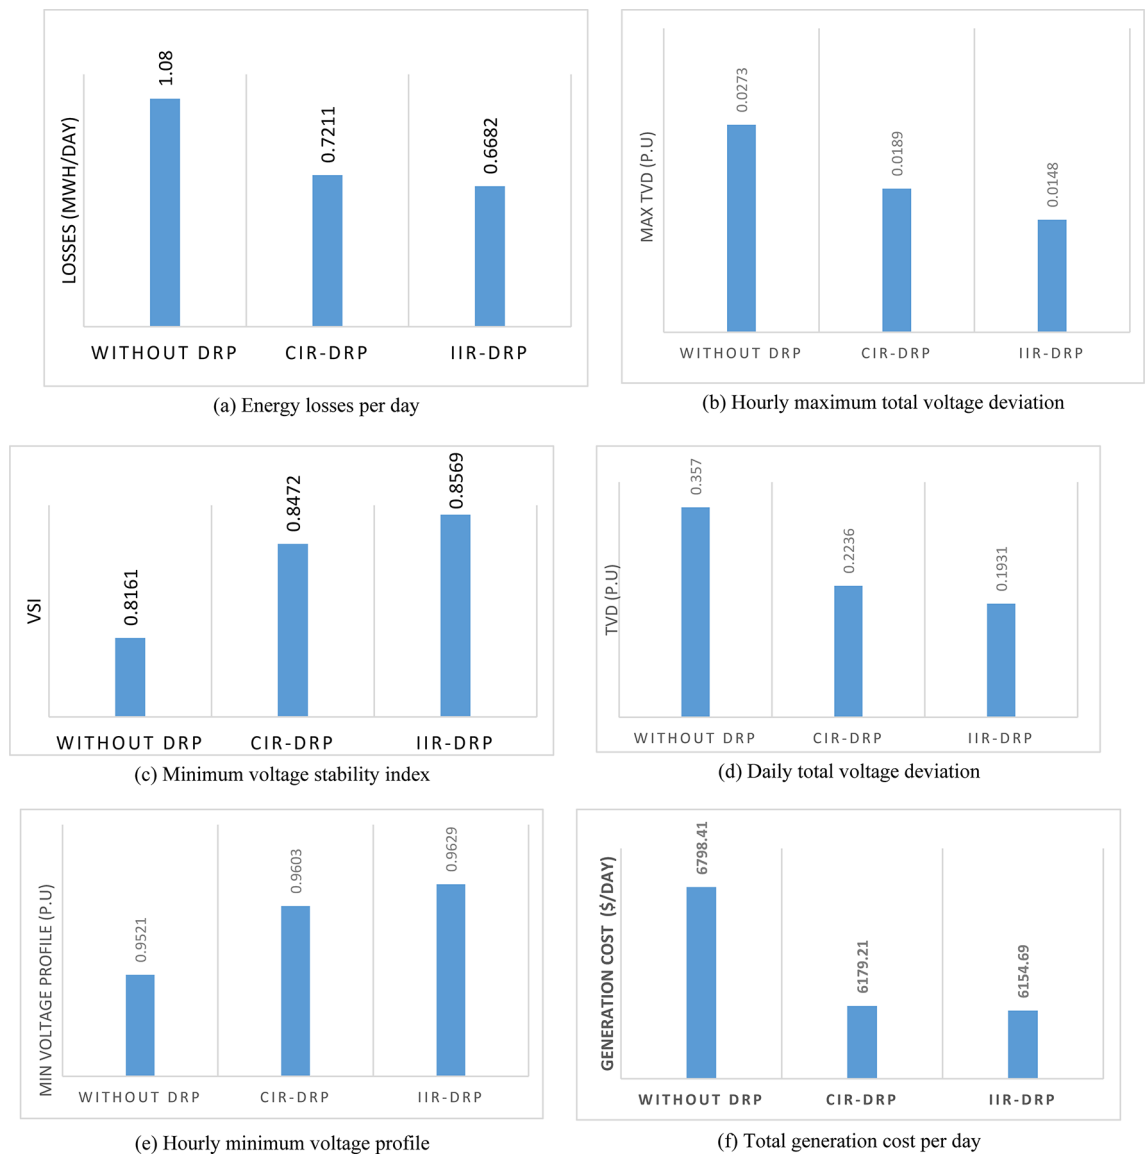 LOSSES (MWH/DAY)
1.08
0.7211
0.6682
WITHOUT DRP CIR-DRP IIR-DRP
(a) Energy losses per day
MAX TVD (P.U)
0.0273
0.0189
0.0148
WITHOUT DRP CIR-DRP IIR-DRP
(b) Hourly maximum total voltage deviation
VSI
0.8161
0.8472
0.8569
WITHOUT DRP CIR-DRP IIR-DRP
(c) Minimum voltage stability index
TVD (P.U)
0.357
0.2236
0.1931
WITHOUT DRP CIR-DRP IIR-DRP
(d) Daily total voltage deviation
MIN VOLTAGE PROFILE (P.U)
0.9521
0.9603
0.9629
WITHOUT DRP CIR-DRP IIR-DRP
(e) Hourly minimum voltage profile
GENERATION COST ($/DAY)
6798.41
6179.21
6154.69
WITHOUT DRP CIR-DRP IIR-DRP
(f) Total generation cost per day